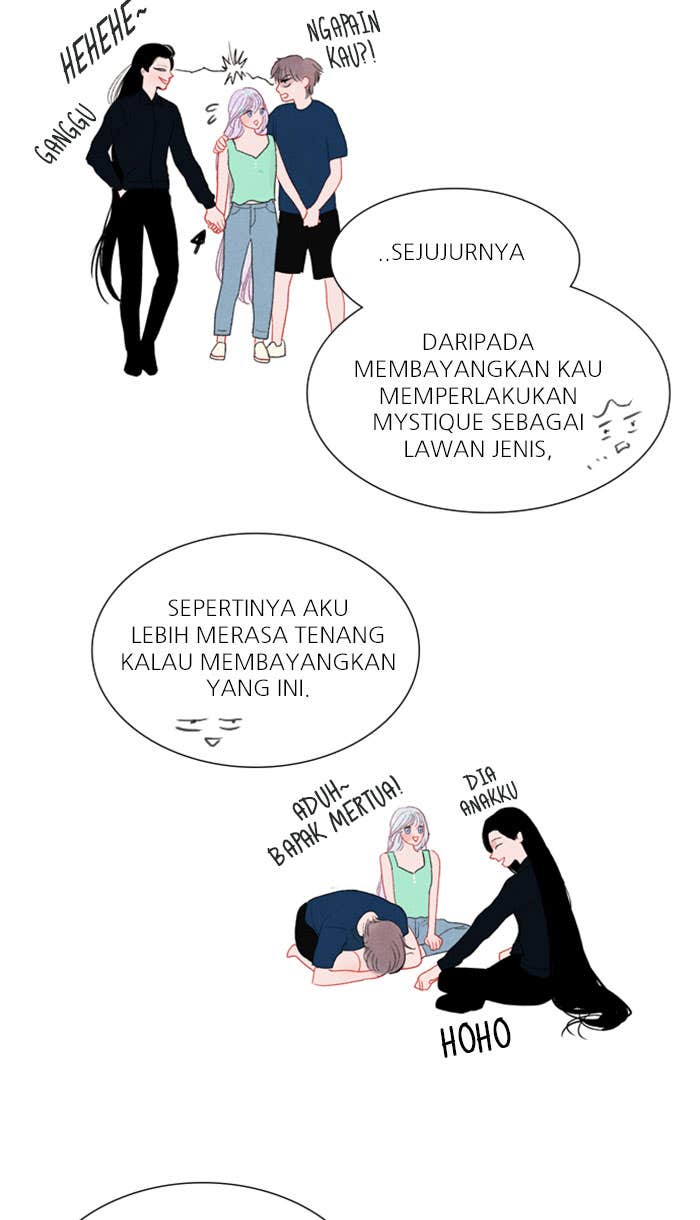 HEHEHE~
GANGGU
NGAPAIN
KAU?!
..SEJUJURNYA
DARIPADA
MEMBAYANGKAN KAU
MEMPERLAKUKAN
MYSTIQUE SEBAGAI
LAWAN JENIS,
SEPERTINYA AKU
LEBIH MERASA TENANG
KALAU MEMBAYANGKAN
YANG INI.
ADUH~
BAPAK MERTUA!
DIA
ANAKKU
HOHO